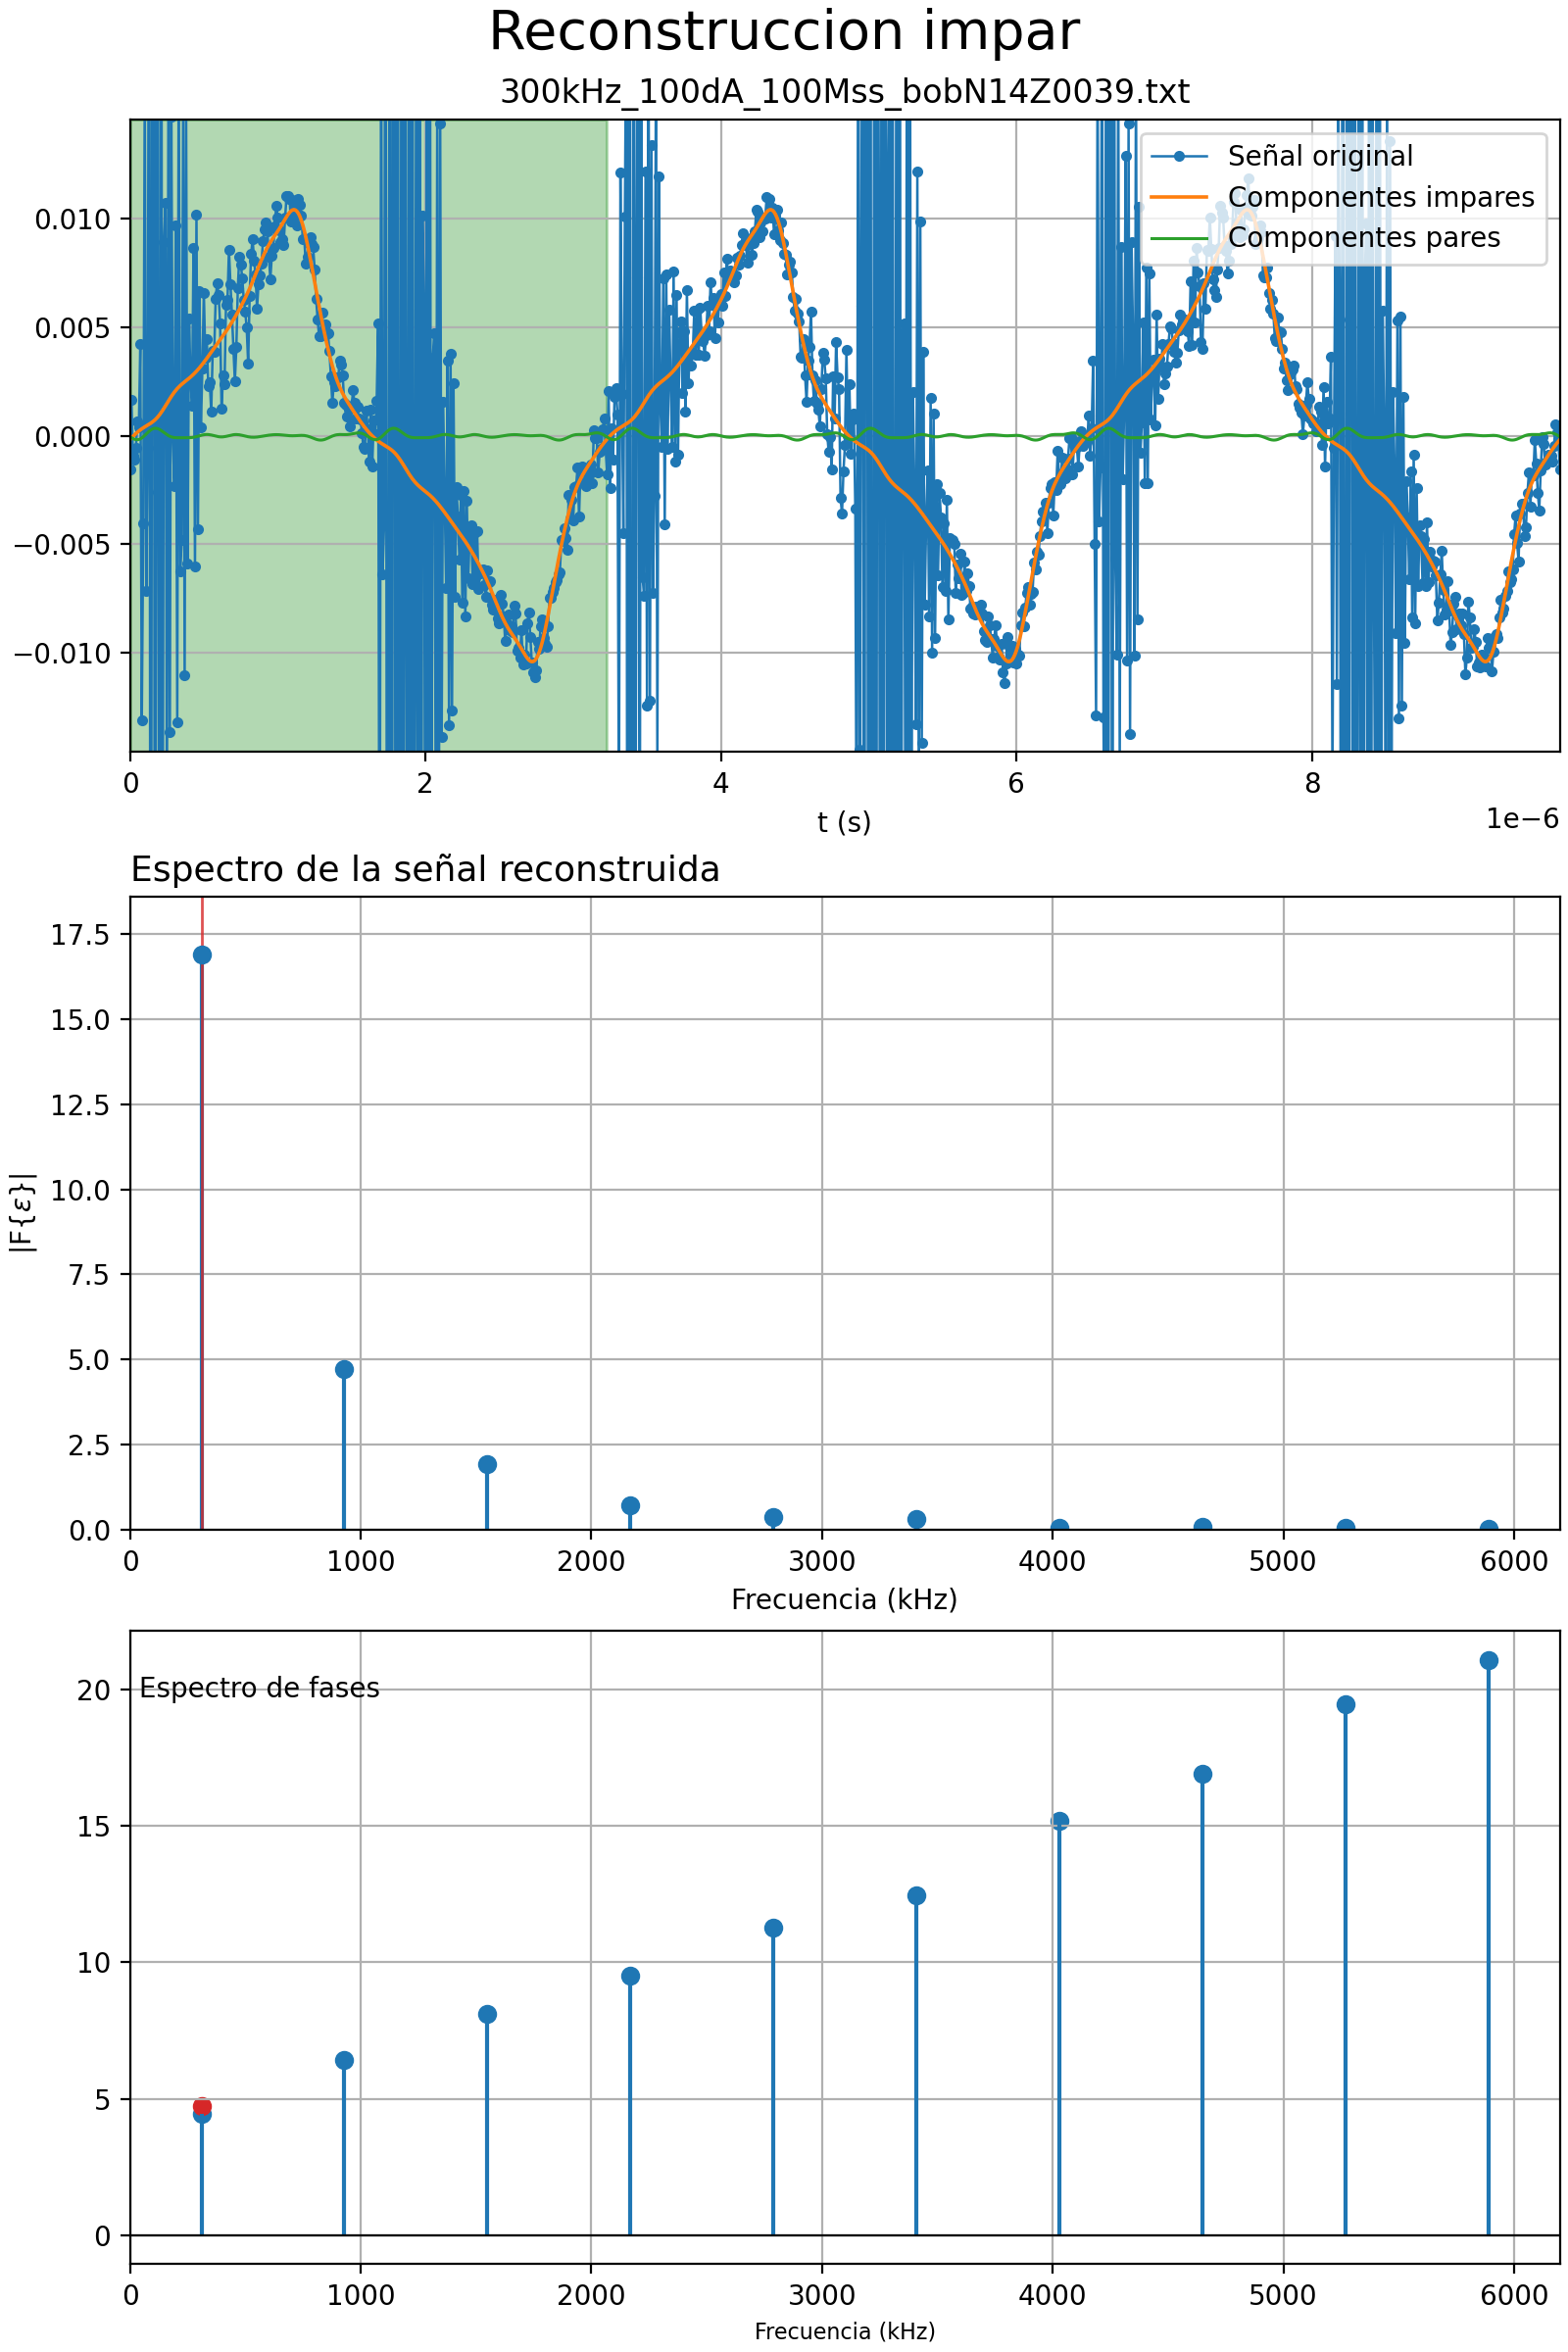 Reconstruccion impar
300kHz_100dA_100Mss_bobN14Z0039.txt
Señal original
Componentes impares
Componentes pares
0.010
0.005
0.000
−0.005
−0.010
0 2 4 6 8
1e−6
t (s)
Espectro de la señal reconstruida
17.5
15.0
12.5
10.0
7.5
5.0
2.5
0.0
|F{ε}|
0 1000 2000 3000 4000 5000 6000
Frecuencia (kHz)
Espectro de fases
20
15
10
5
0
0 1000 2000 3000 4000 5000 6000
Frecuencia (kHz)